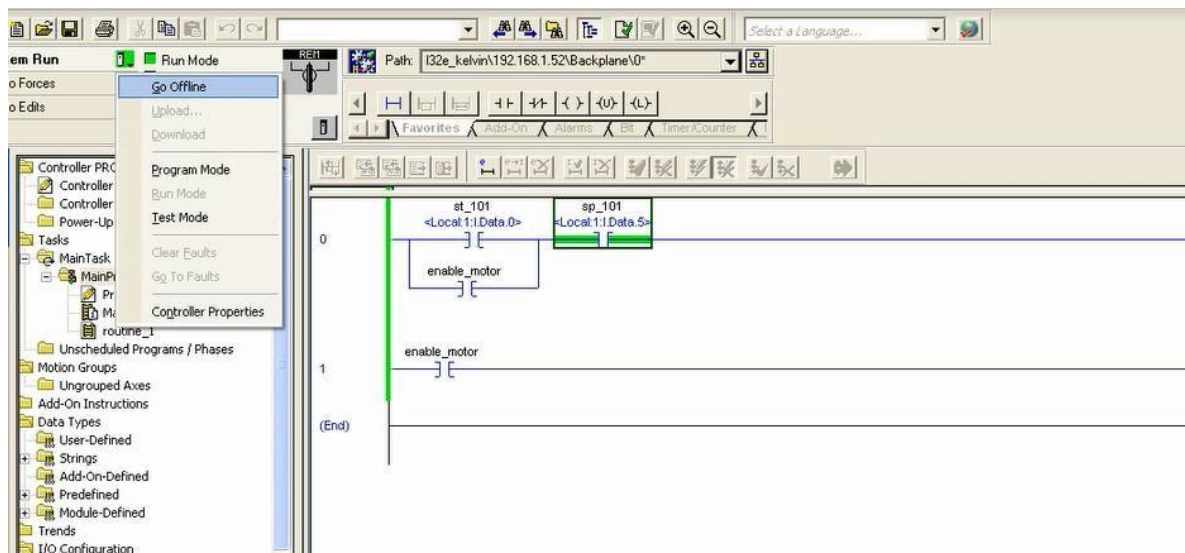 Select a Language...
em Run
Run Mode
REM
Path: I32e_kelvin\192.168.1.52\Backplane\0*
o Forces
o Edits
Go Offline
Upload...
Download
Program Mode
Run Mode
Test Mode
Clear Faults
Go To Faults
Controller Properties
Favorites
Add-On
Alarms
Bit
Timer/Counter
Controller PRO
Controller
Controller
Power-Up
Tasks
MainTask
MainPr
Pr
Ma
routine_1
Unscheduled Programs / Phases
Motion Groups
Ungrouped Axes
Add-On Instructions
Data Types
User-Defined
Strings
Add-On-Defined
Predefined
Module-Defined
Trends
I/O Configuration
st_101
<Local:1:I.Data.0>
sp_101
<Local:1:I.Data.5>
0
enable_motor
enable_motor
1
(End)